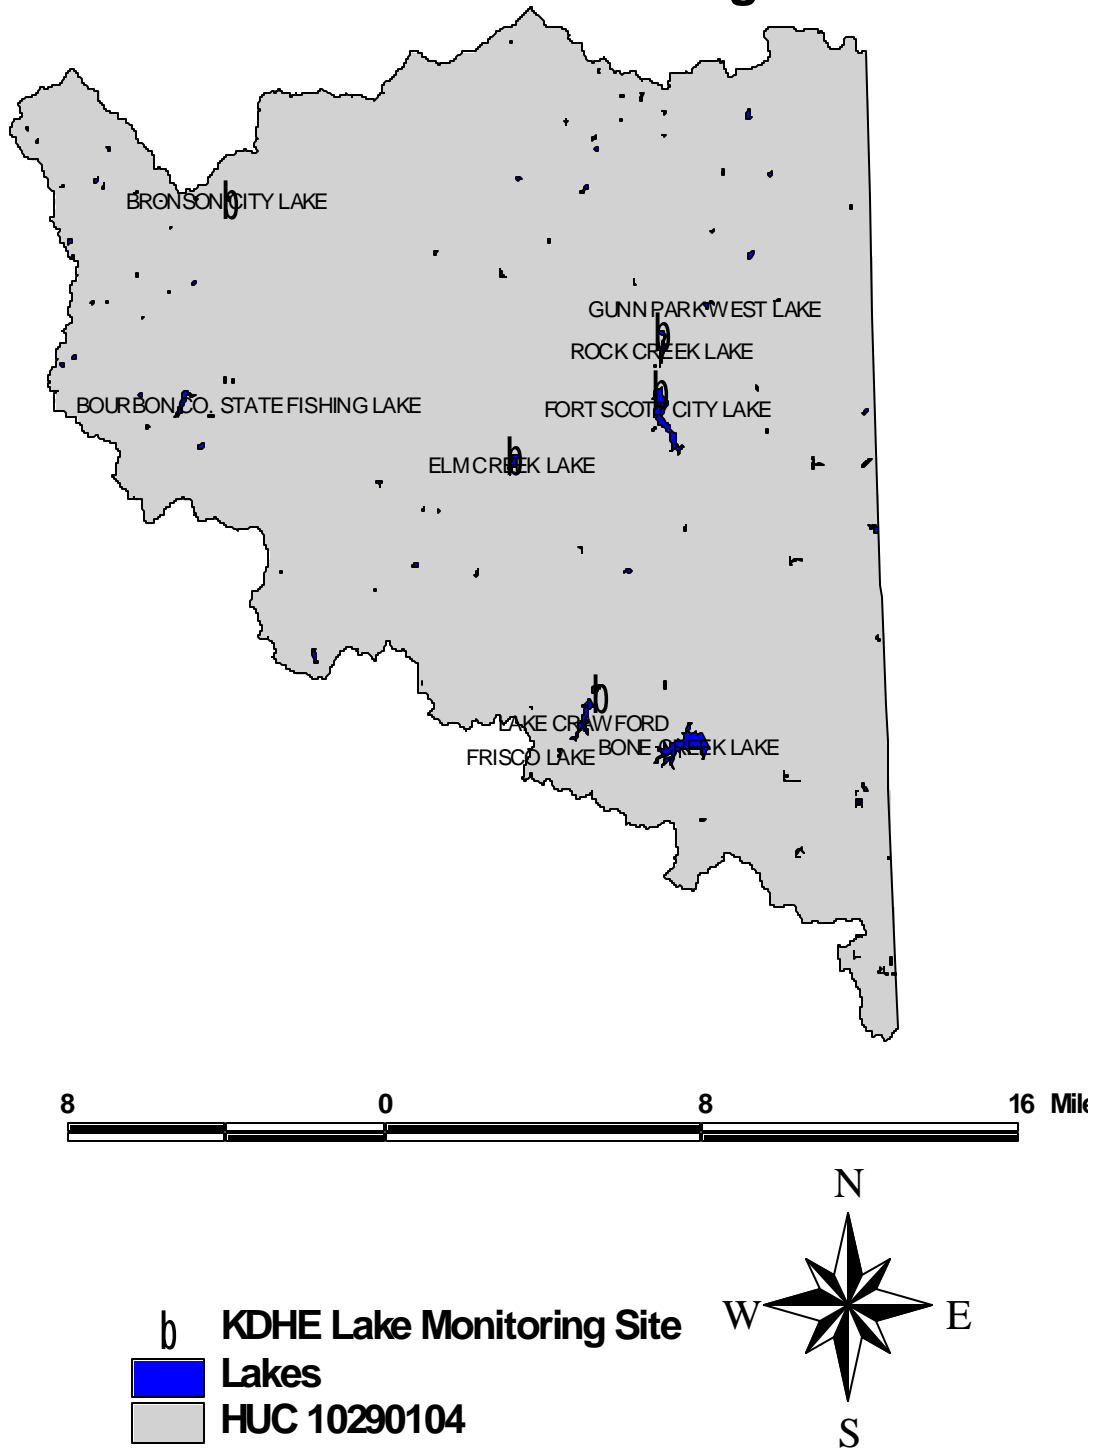 BRONSON CITY LAKE
GUNN PARK WEST LAKE
ROCK CREEK LAKE
BOURBON CO. STATE FISHING LAKE
FORT SCOTT CITY LAKE
ELM CREEK LAKE
LAKE CRAWFORD
BONE CREEK LAKE
FRISCO LAKE
8 0 8 16
N
W E
S
b KDHE Lake Monitoring Site
Lakes
HUC 10290104